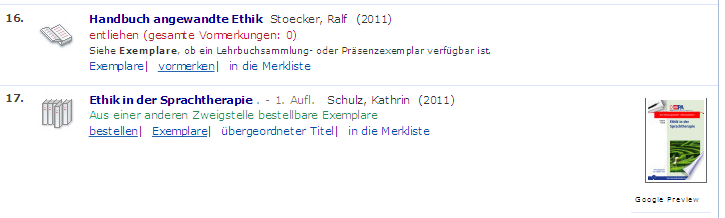 16. Handbuch angewandte Ethik Stoecker, Ralf (2011)
entliehen (gesamte Vormerkungen: 0)
Siehe Exemplare, ob ein Lehrbuchsammlung- oder Präsenzexemplar verfügbar ist.
Exemplare| vormerken| in die Merkliste
17. Ethik in der Sprachtherapie . - 1. Aufl. Schulz, Kathrin (2011)
Aus einer anderen Zweigstelle bestellbare Exemplare
bestellen| Exemplare| übergeordneter Titel| in die Merkliste
Ethik in der
Sprachtherapie
Google Preview